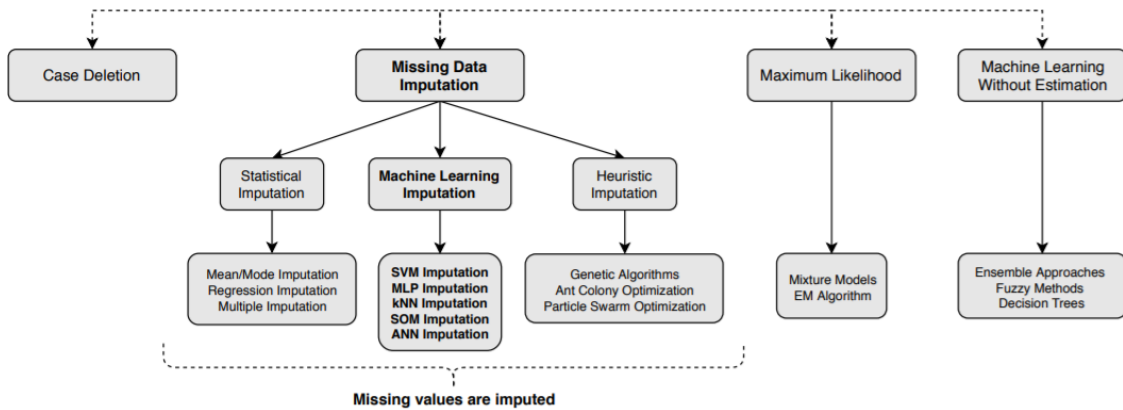 Case Deletion
Missing Data
Imputation
Maximum Likelihood
Machine Learning
Without Estimation
Statistical
Imputation
Machine Learning
Imputation
Heuristic
Imputation
Mean/Mode Imputation
Regression Imputation
Multiple Imputation
SVM Imputation
MLP Imputation
kNN Imputation
SOM Imputation
ANN Imputation
Genetic Algorithms
Ant Colony Optimization
Particle Swarm Optimization
Mixture Models
EM Algorithm
Ensemble Approaches
Fuzzy Methods
Decision Trees
Missing values are imputed